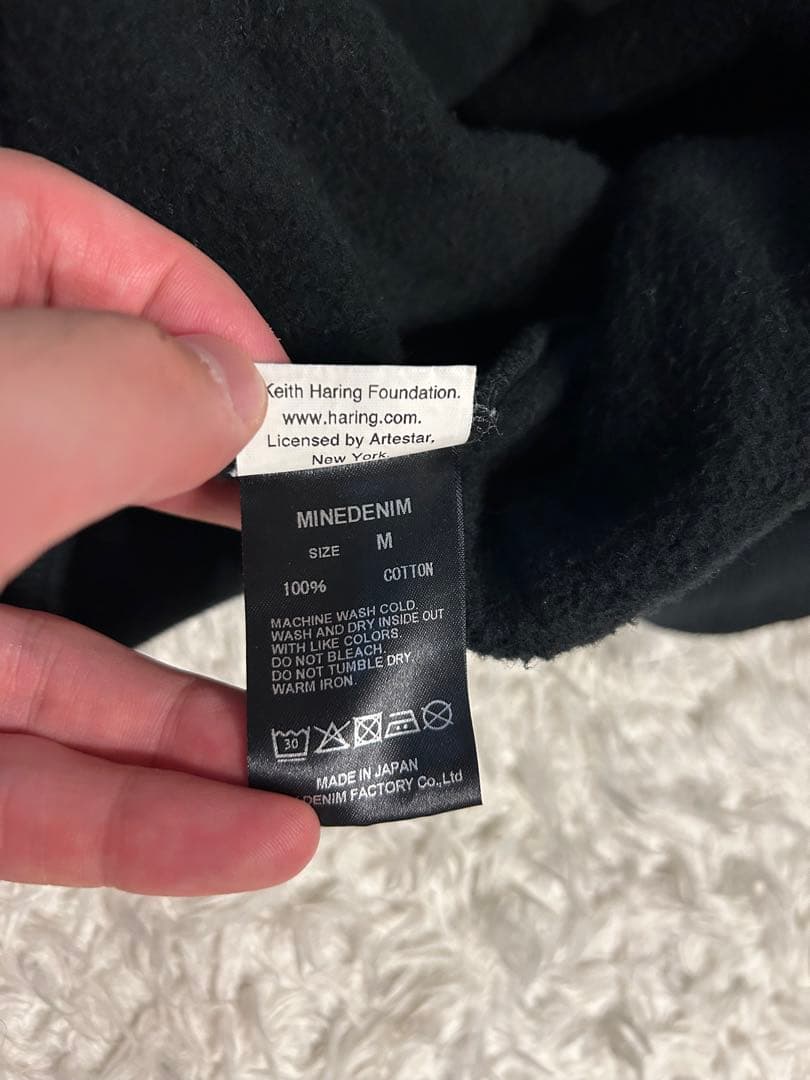 Keith Haring Foundation.
www.haring.com.
Licensed by Artestar,
New York.
MINEDENIM
SIZE M
100% COTTON
MACHINE WASH COLD.
WASH AND DRY INSIDE OUT
WITH LIKE COLORS.
DO NOT BLEACH.
DO NOT TUMBLE DRY.
WARM IRON.
30
MADE IN JAPAN
DENIM FACTORY Co.,Ltd